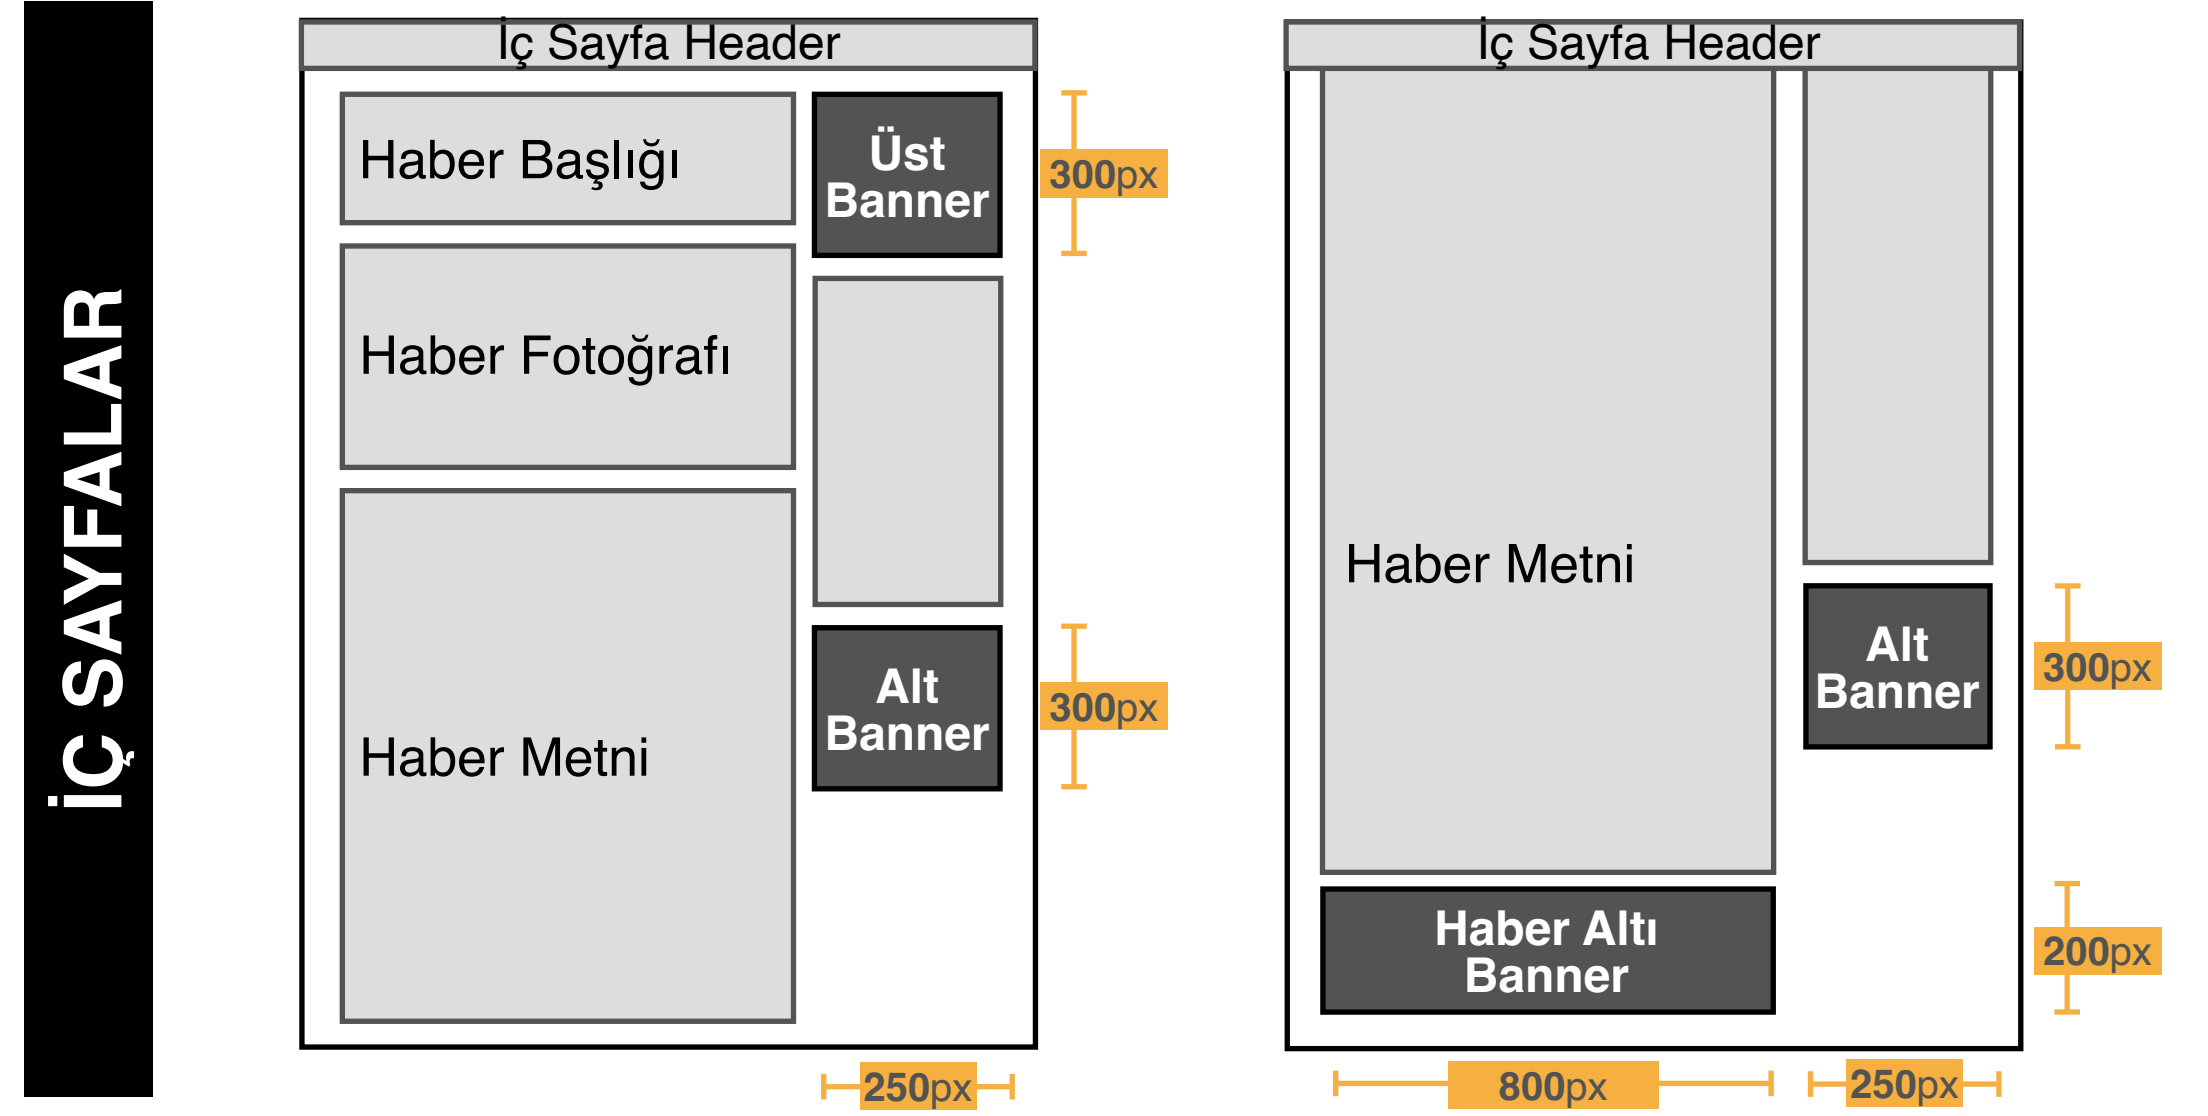 İÇ SAYFALAR
İç Sayfa Header
Haber Başlığı
Üst
Banner
300px
Haber Fotoğrafı
Haber Metni
Alt
Banner
300px
250px
İç Sayfa Header
Haber Metni
Alt
Banner
300px
Haber Altı
Banner
200px
800px
250px